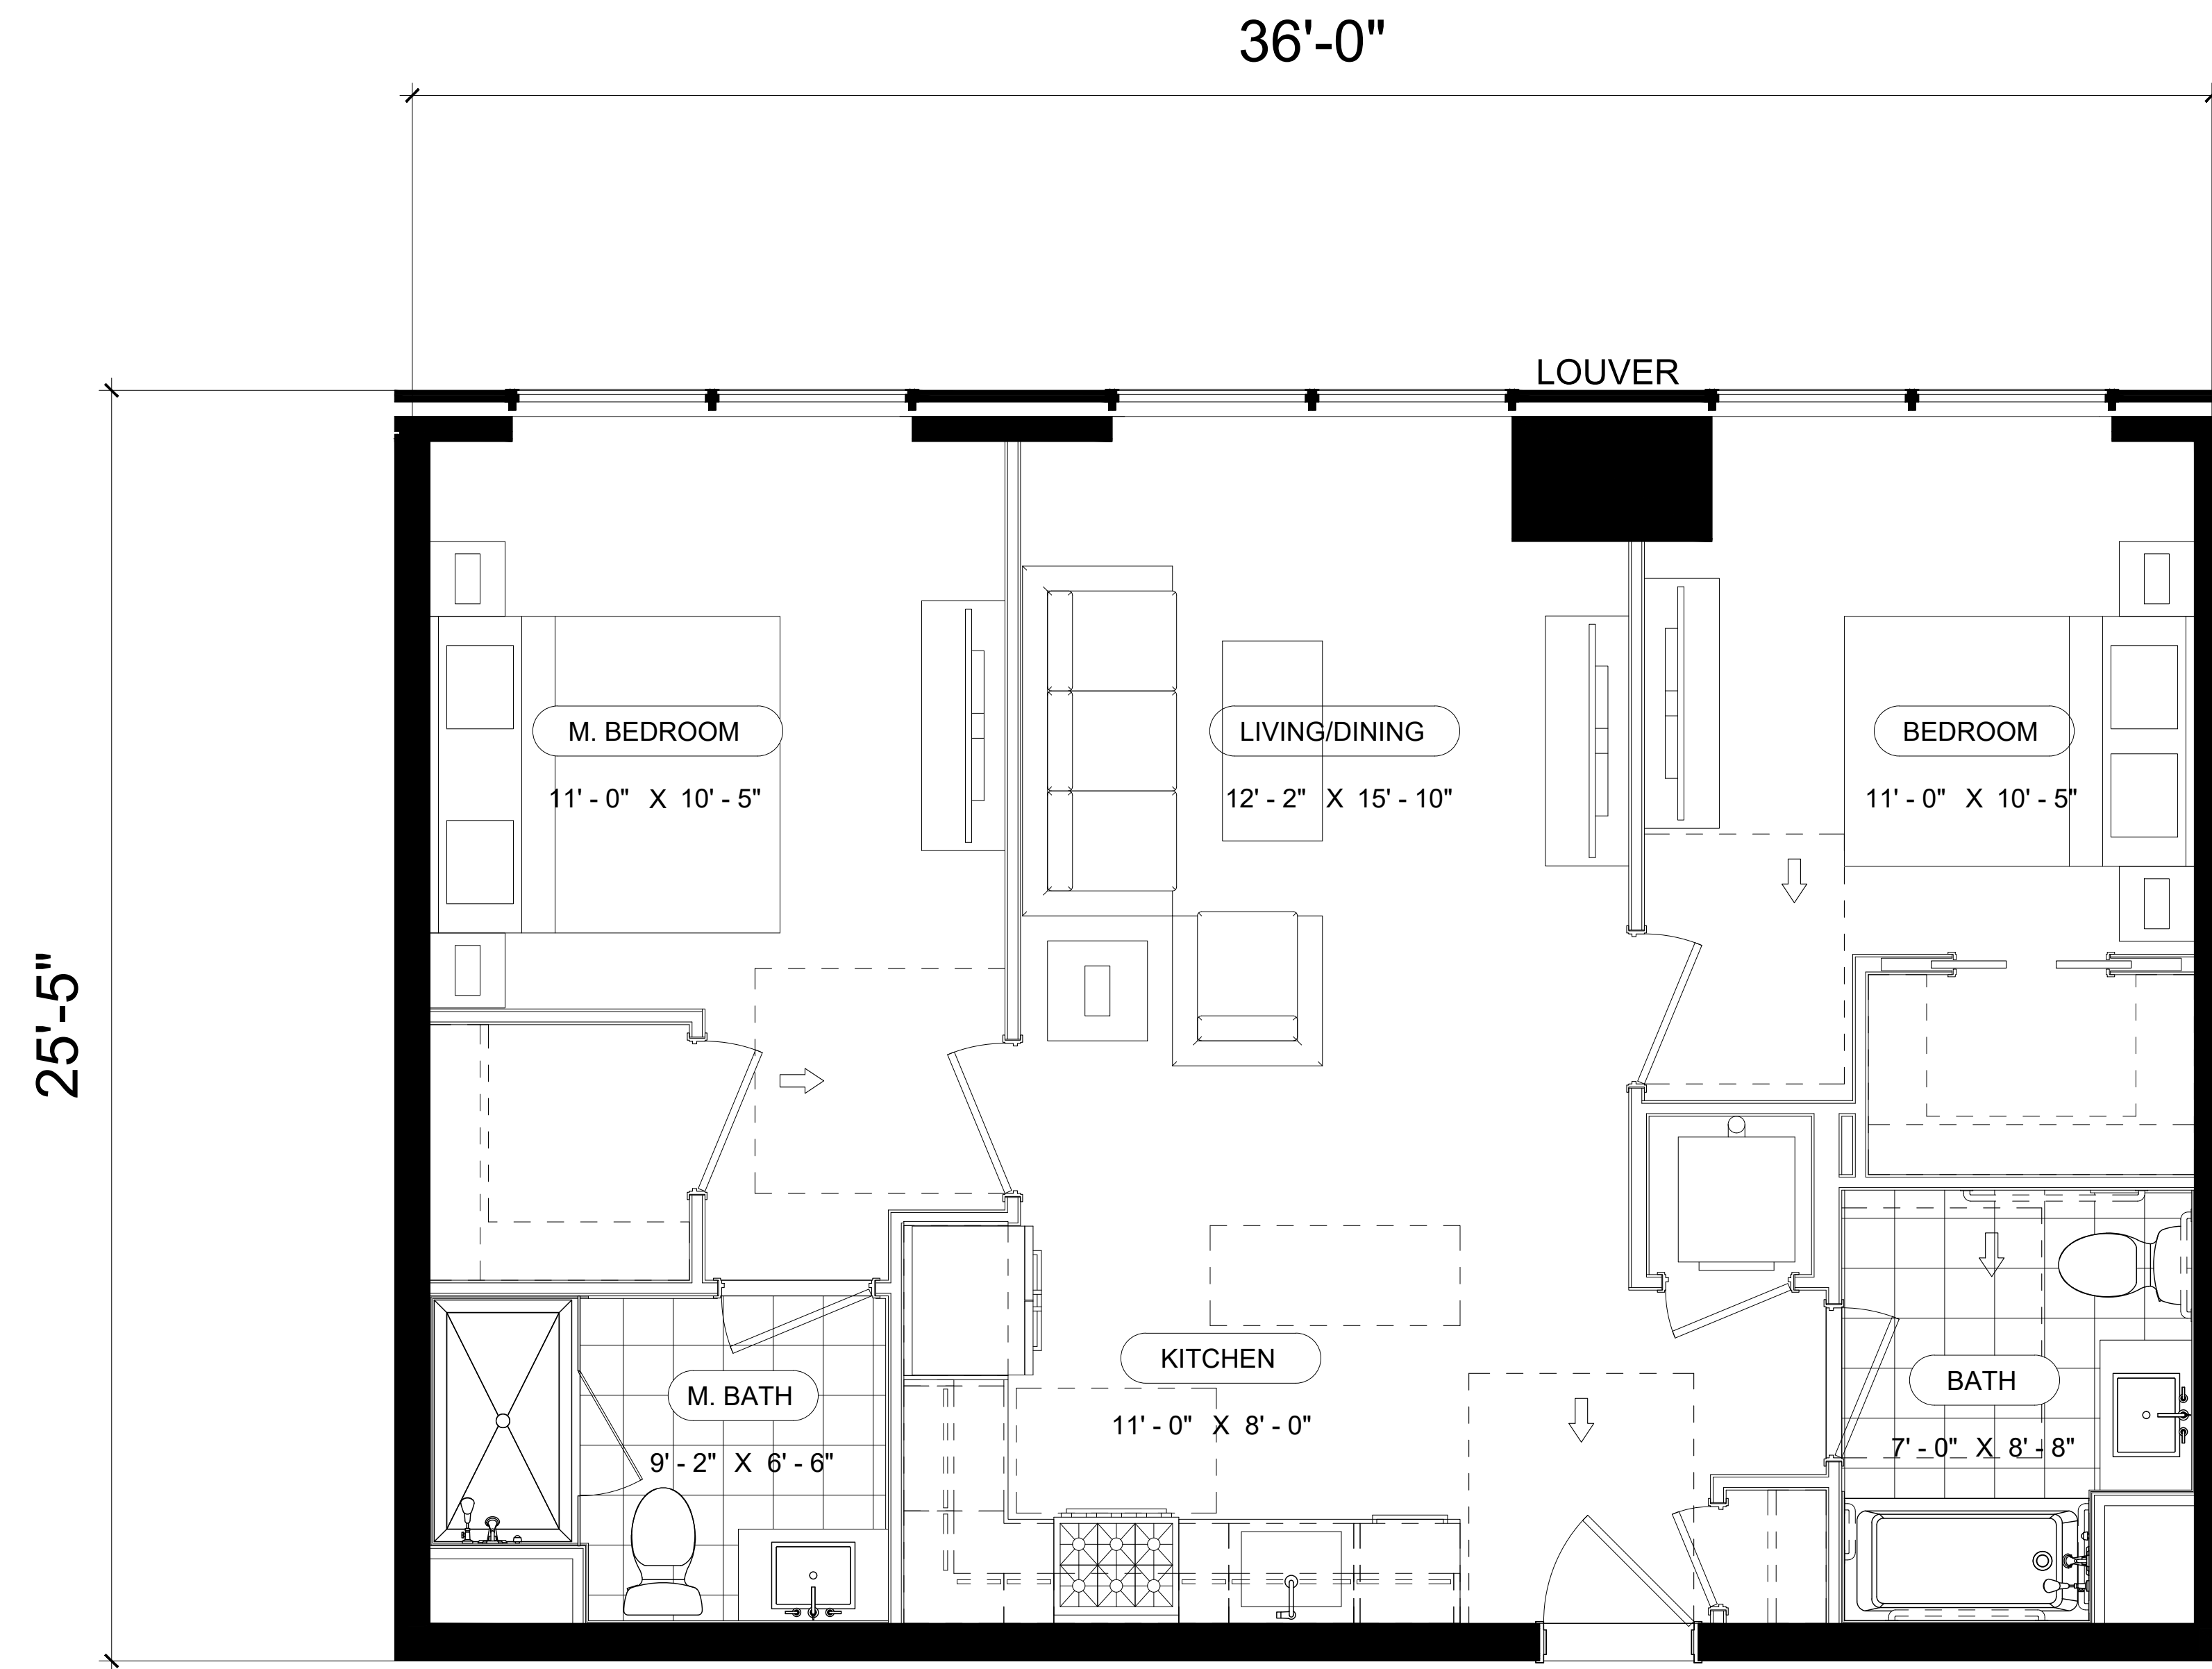 36'-0"
LOUVER
25'-5"
M. BEDROOM
11' - 0" X 10' - 5"
LIVING/DINING
12' - 2" X 15' - 10"
BEDROOM
11' - 0" X 10' - 5"
KITCHEN
11' - 0" X 8' - 0"
M. BATH
9' - 2" X 6' - 6"
BATH
7' - 0" X 8' - 8"